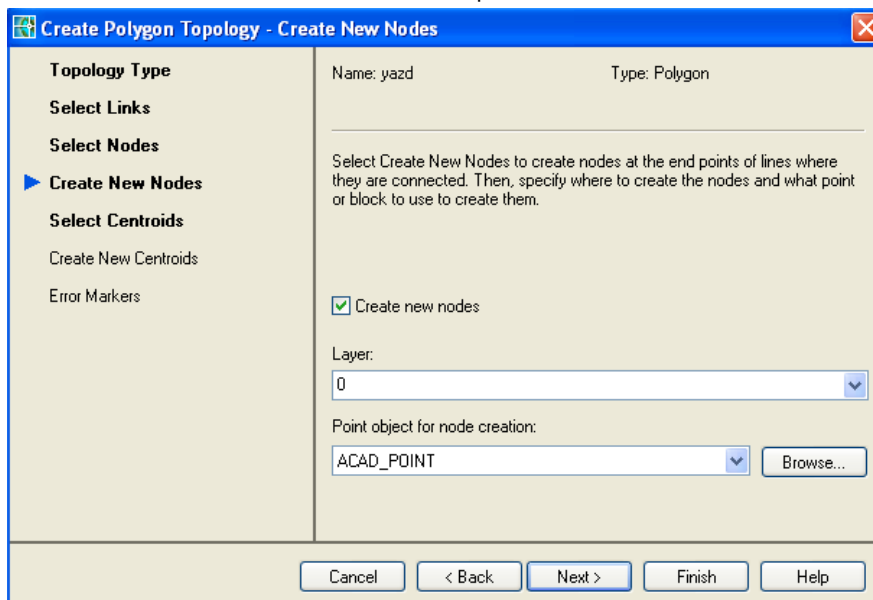 Create Polygon Topology - Create New Nodes
Topology Type
Select Links
Select Nodes
Create New Nodes
Select Centroids
Create New Centroids
Error Markers
Name: yazd
Type: Polygon
Select Create New Nodes to create nodes at the end points of lines where
they are connected. Then, specify where to create the nodes and what point
or block to use to create them.
Create new nodes
Layer:
0
Point object for node creation:
ACAD_POINT
Browse...
Cancel
< Back
Next >
Finish
Help